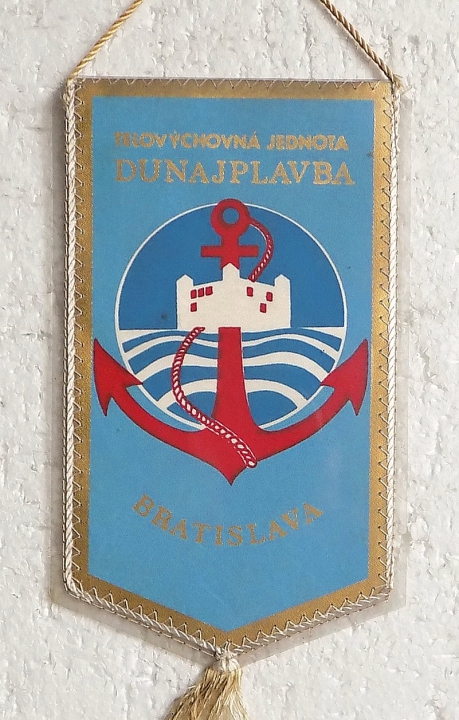 TELOVÝCHOVNÁ JEDNOTA
DUNAJPLAVBA
BRATISLAVA